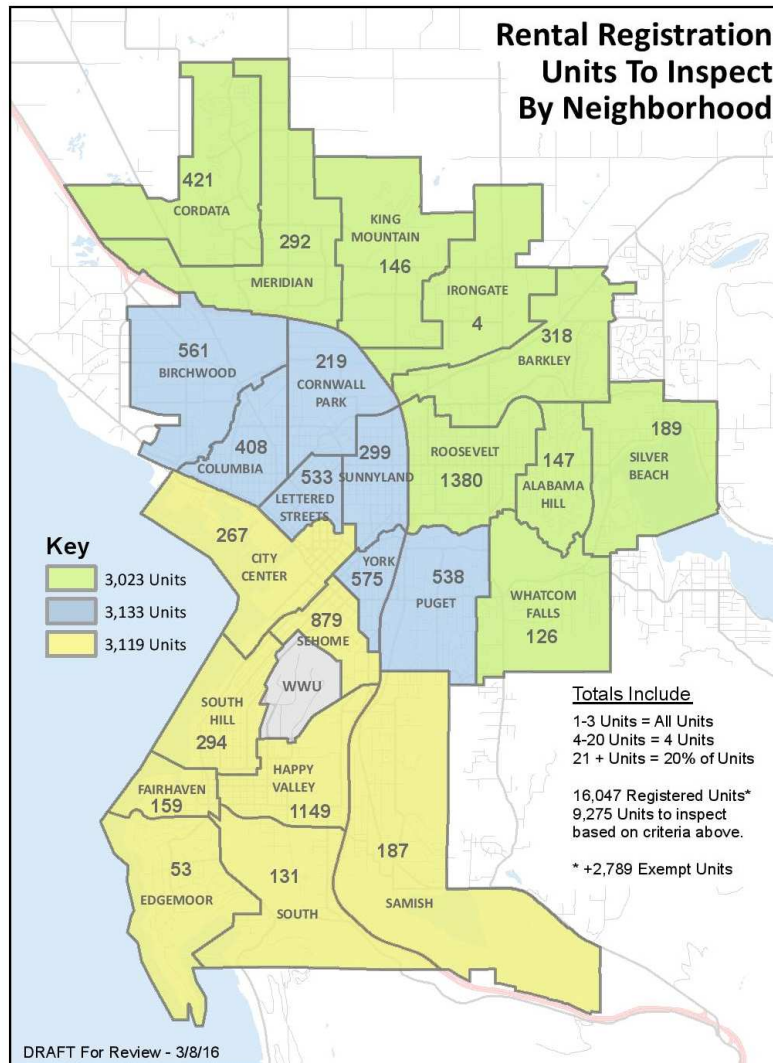 Rental Registration
Units To Inspect
By Neighborhood
421
CORDATA
292
MERIDIAN
KING
MOUNTAIN
146
IRONGATE
4
318
BARKLEY
561
BIRCHWOOD
219
CORNWALL
PARK
408
COLUMBIA
533
LETTERED
STREETS
299
SUNNYLAND
ROOSEVELT
1380
147
ALABAMA
HILL
189
SILVER
BEACH
267
CITY
CENTER
YORK
575
538
PUGET
WHATCOM
FALLS
126
Key
3,023 Units
3,133 Units
3,119 Units
879
SEHOME
WWU
SOUTH
HILL
294
HAPPY
VALLEY
1149
FAIRHAVEN
159
53
EDGEMOOR
131
SOUTH
187
SAMISH
Totals Include
1-3 Units = All Units
4-20 Units = 4 Units
21 + Units = 20% of Units
16,047 Registered Units*
9,275 Units to inspect
based on criteria above.
* +2,789 Exempt Units
DRAFT For Review - 3/8/16